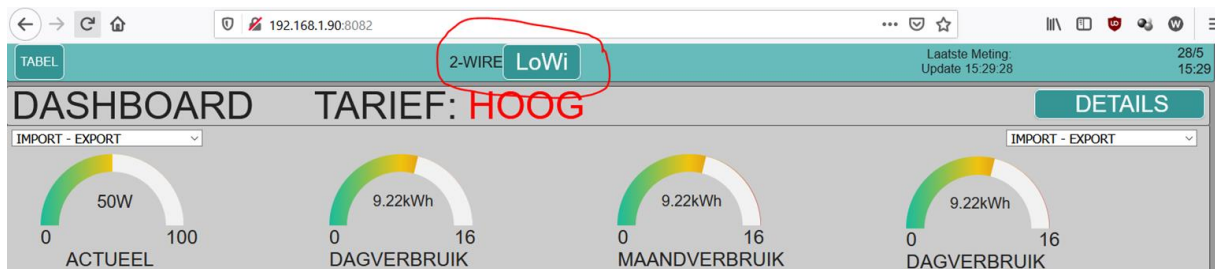 192.168.1.90:8082
TABEL
2-WIRE LoWi
Laatste Meting:
Update 15:29:28
28/5
15:29
DASHBOARD TARIEF: HOOG
DETAILS
IMPORT - EXPORT
IMPORT - EXPORT
50W
0 100
ACTUEEL
9.22kWh
0 16
DAGVERBRUIK
9.22kWh
0 16
MAANDVERBRUIK
9.22kWh
0 16
DAGVERBRUIK